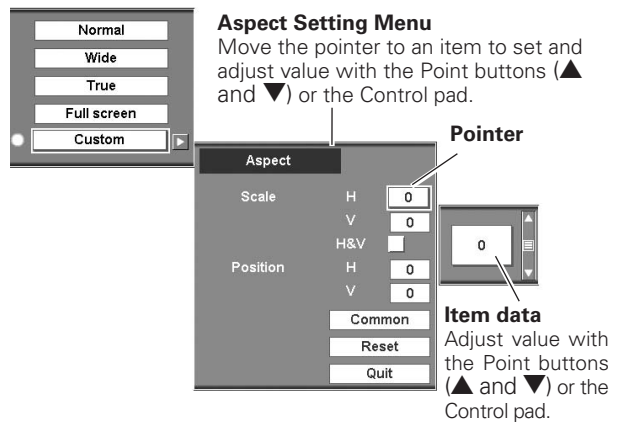 Normal
Wide
True
Full screen
Custom
Aspect Setting Menu
Move the pointer to an item to set and
adjust value with the Point buttons (▲
and ▼) or the Control pad.
Pointer
Aspect
Scale H 0
V 0
H&V
Position H 0
V 0
Common
Reset
Quit
0
Item data
Adjust value with
the Point buttons
(▲ and ▼) or the
Control pad.